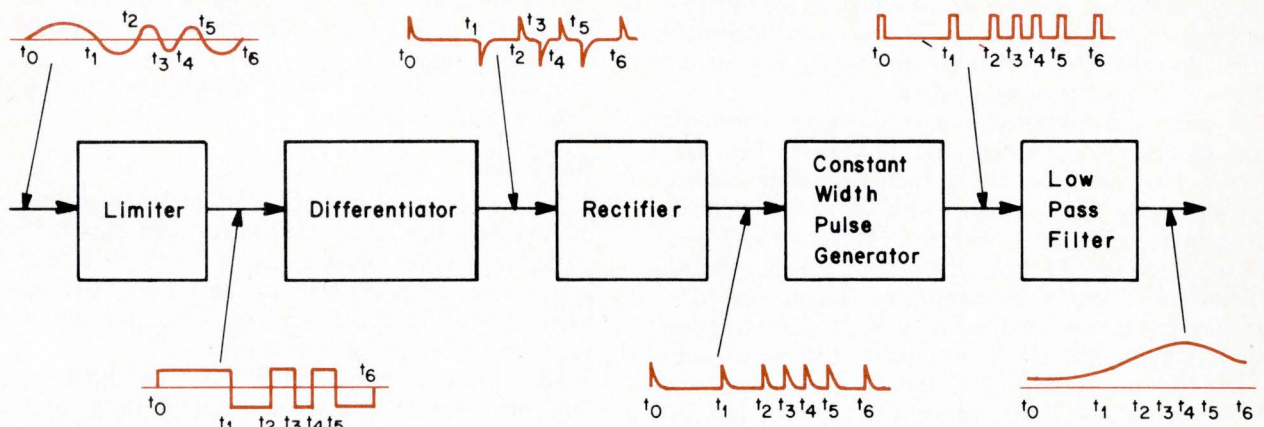 t0 t1 t2 t3 t4 t5 t6
t0 t1 t2 t3 t4 t5 t6
t0 t1 t2 t3 t4 t5 t6
Limiter
Differentiator
Rectifier
Constant
Width
Pulse
Generator
Low
Pass
Filter
t0 t1 t2 t3 t4 t5 t6
t0 t1 t2 t3 t4 t5 t6
t0 t1 t2 t3 t4 t5 t6